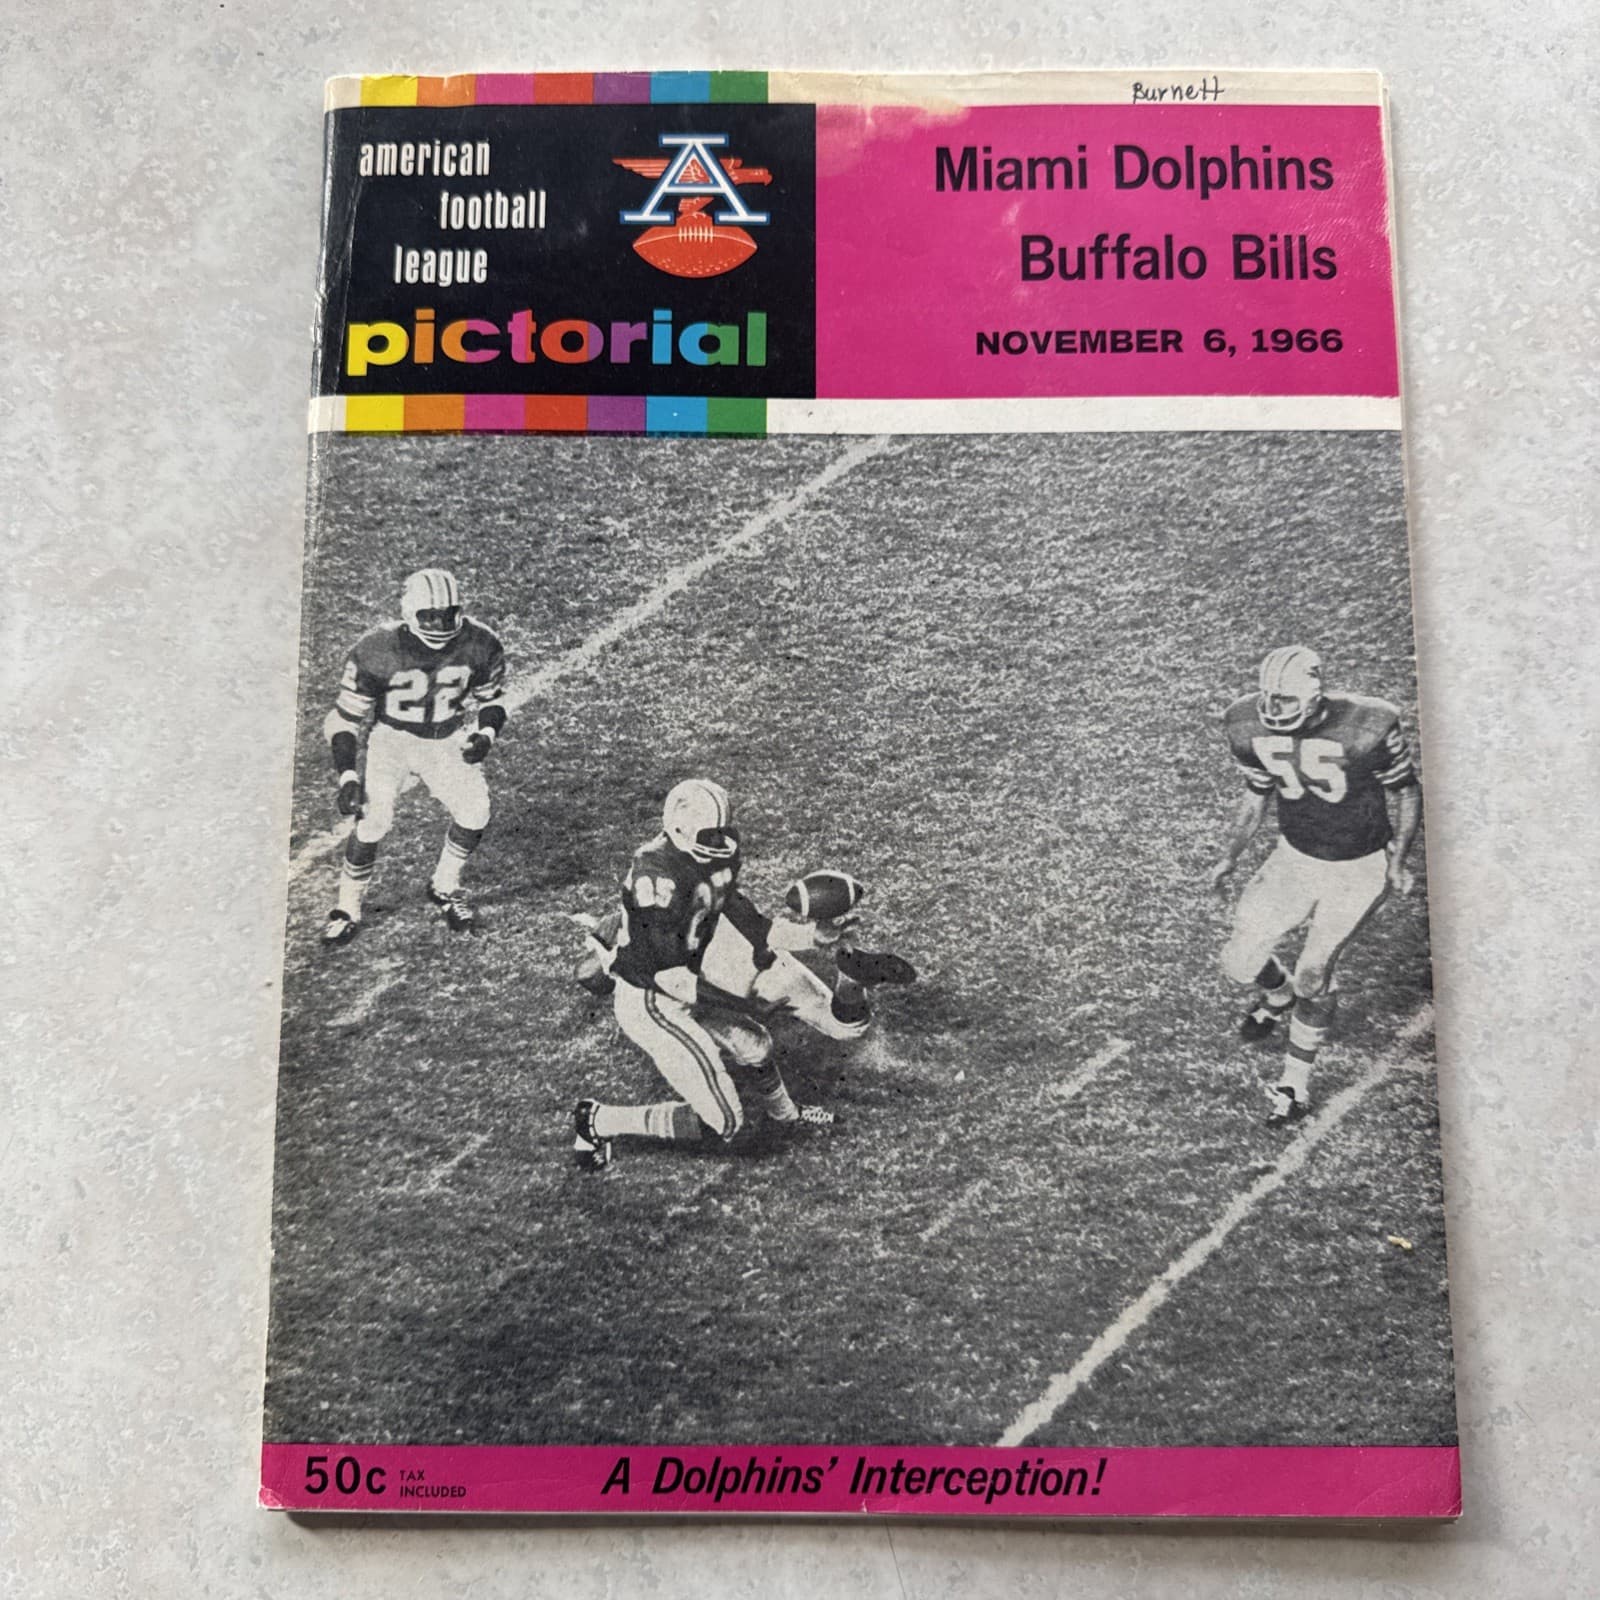 Burnett
american
football
league
pictorial
A
Miami Dolphins
Buffalo Bills
NOVEMBER 6, 1966
22
55
50c TAX
INCLUDED
A Dolphins' Interception!